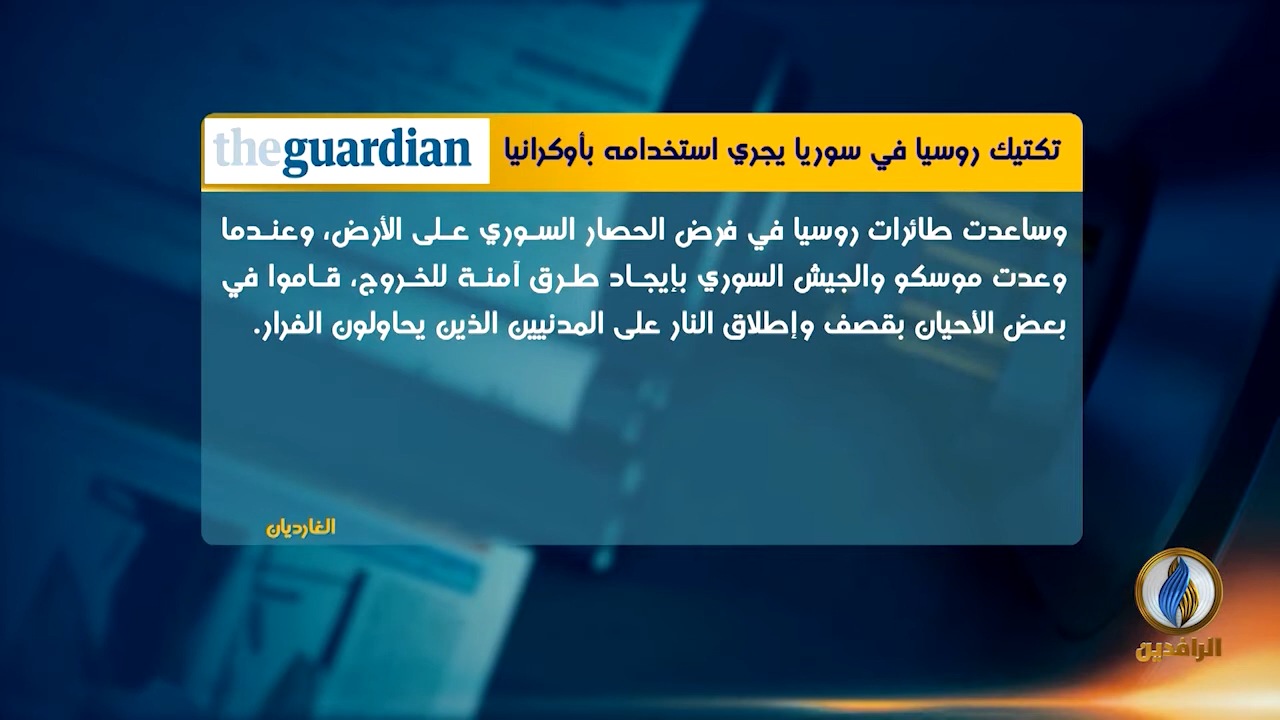 تكتيك روسيا في سوريا يجري استخدامه بأوكرانيا
theguardian
وساعدت طائرات روسيا في فرض الحصار السوري على الأرض، وعندما
وعدت موسكو والجيش السوري بإيجاد طرق آمنة للخروج، قاموا في
بعض الأحيان بقصف وإطلاق النار على المدنيين الذين يحاولون الفرار.
الغارديان
الرافدين